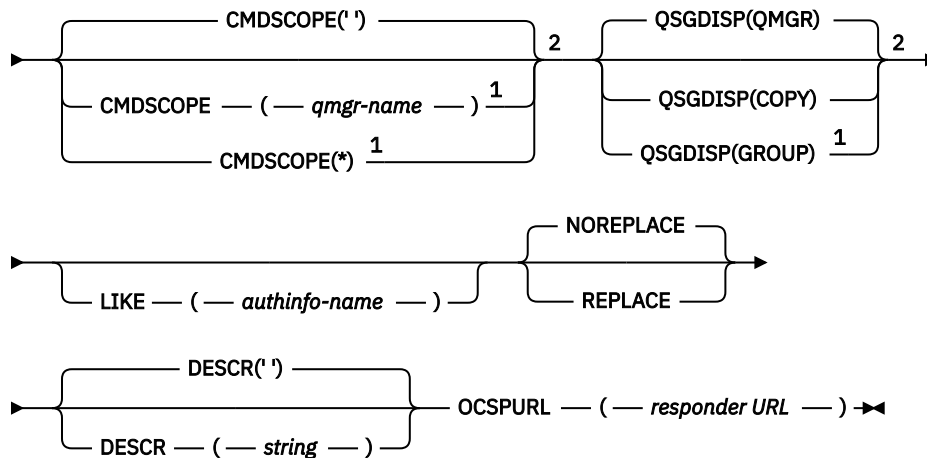 CMDSCOPE(' ') QSGDISP(QMGR)
2 2
CMDSCOPE ( qmgr-name ) 1 QSGDISP(COPY)
CMDSCOPE(*) 1 QSGDISP(GROUP) 1
NOREPLACE
LIKE ( authinfo-name ) REPLACE
DESCR(' ')
OCSPURL ( responder URL )
DESCR ( string )